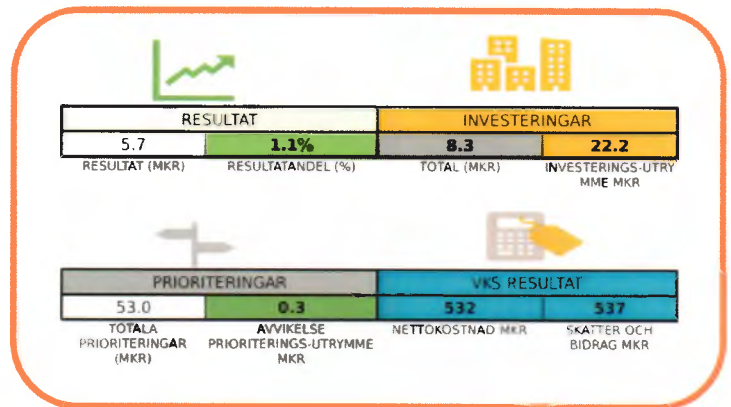 RESULTAT INVESTERINGAR
5.7 1.1% 8.3 22.2
RESULTAT (MKR) RESULTATANDEL (%) TOTAL (MKR) INVESTERINGS-UTRY
MME MKR
PRIORITERINGAR VKS RESULTAT
53.0 0.3 532 537
TOTALA AVVIKELSE NETTOKOSTNAD MKR SKATTER OCH
PRIORITERINGAR PRIORITERINGS-UTRYMME BIDRAG MKR
(MKR) MKR